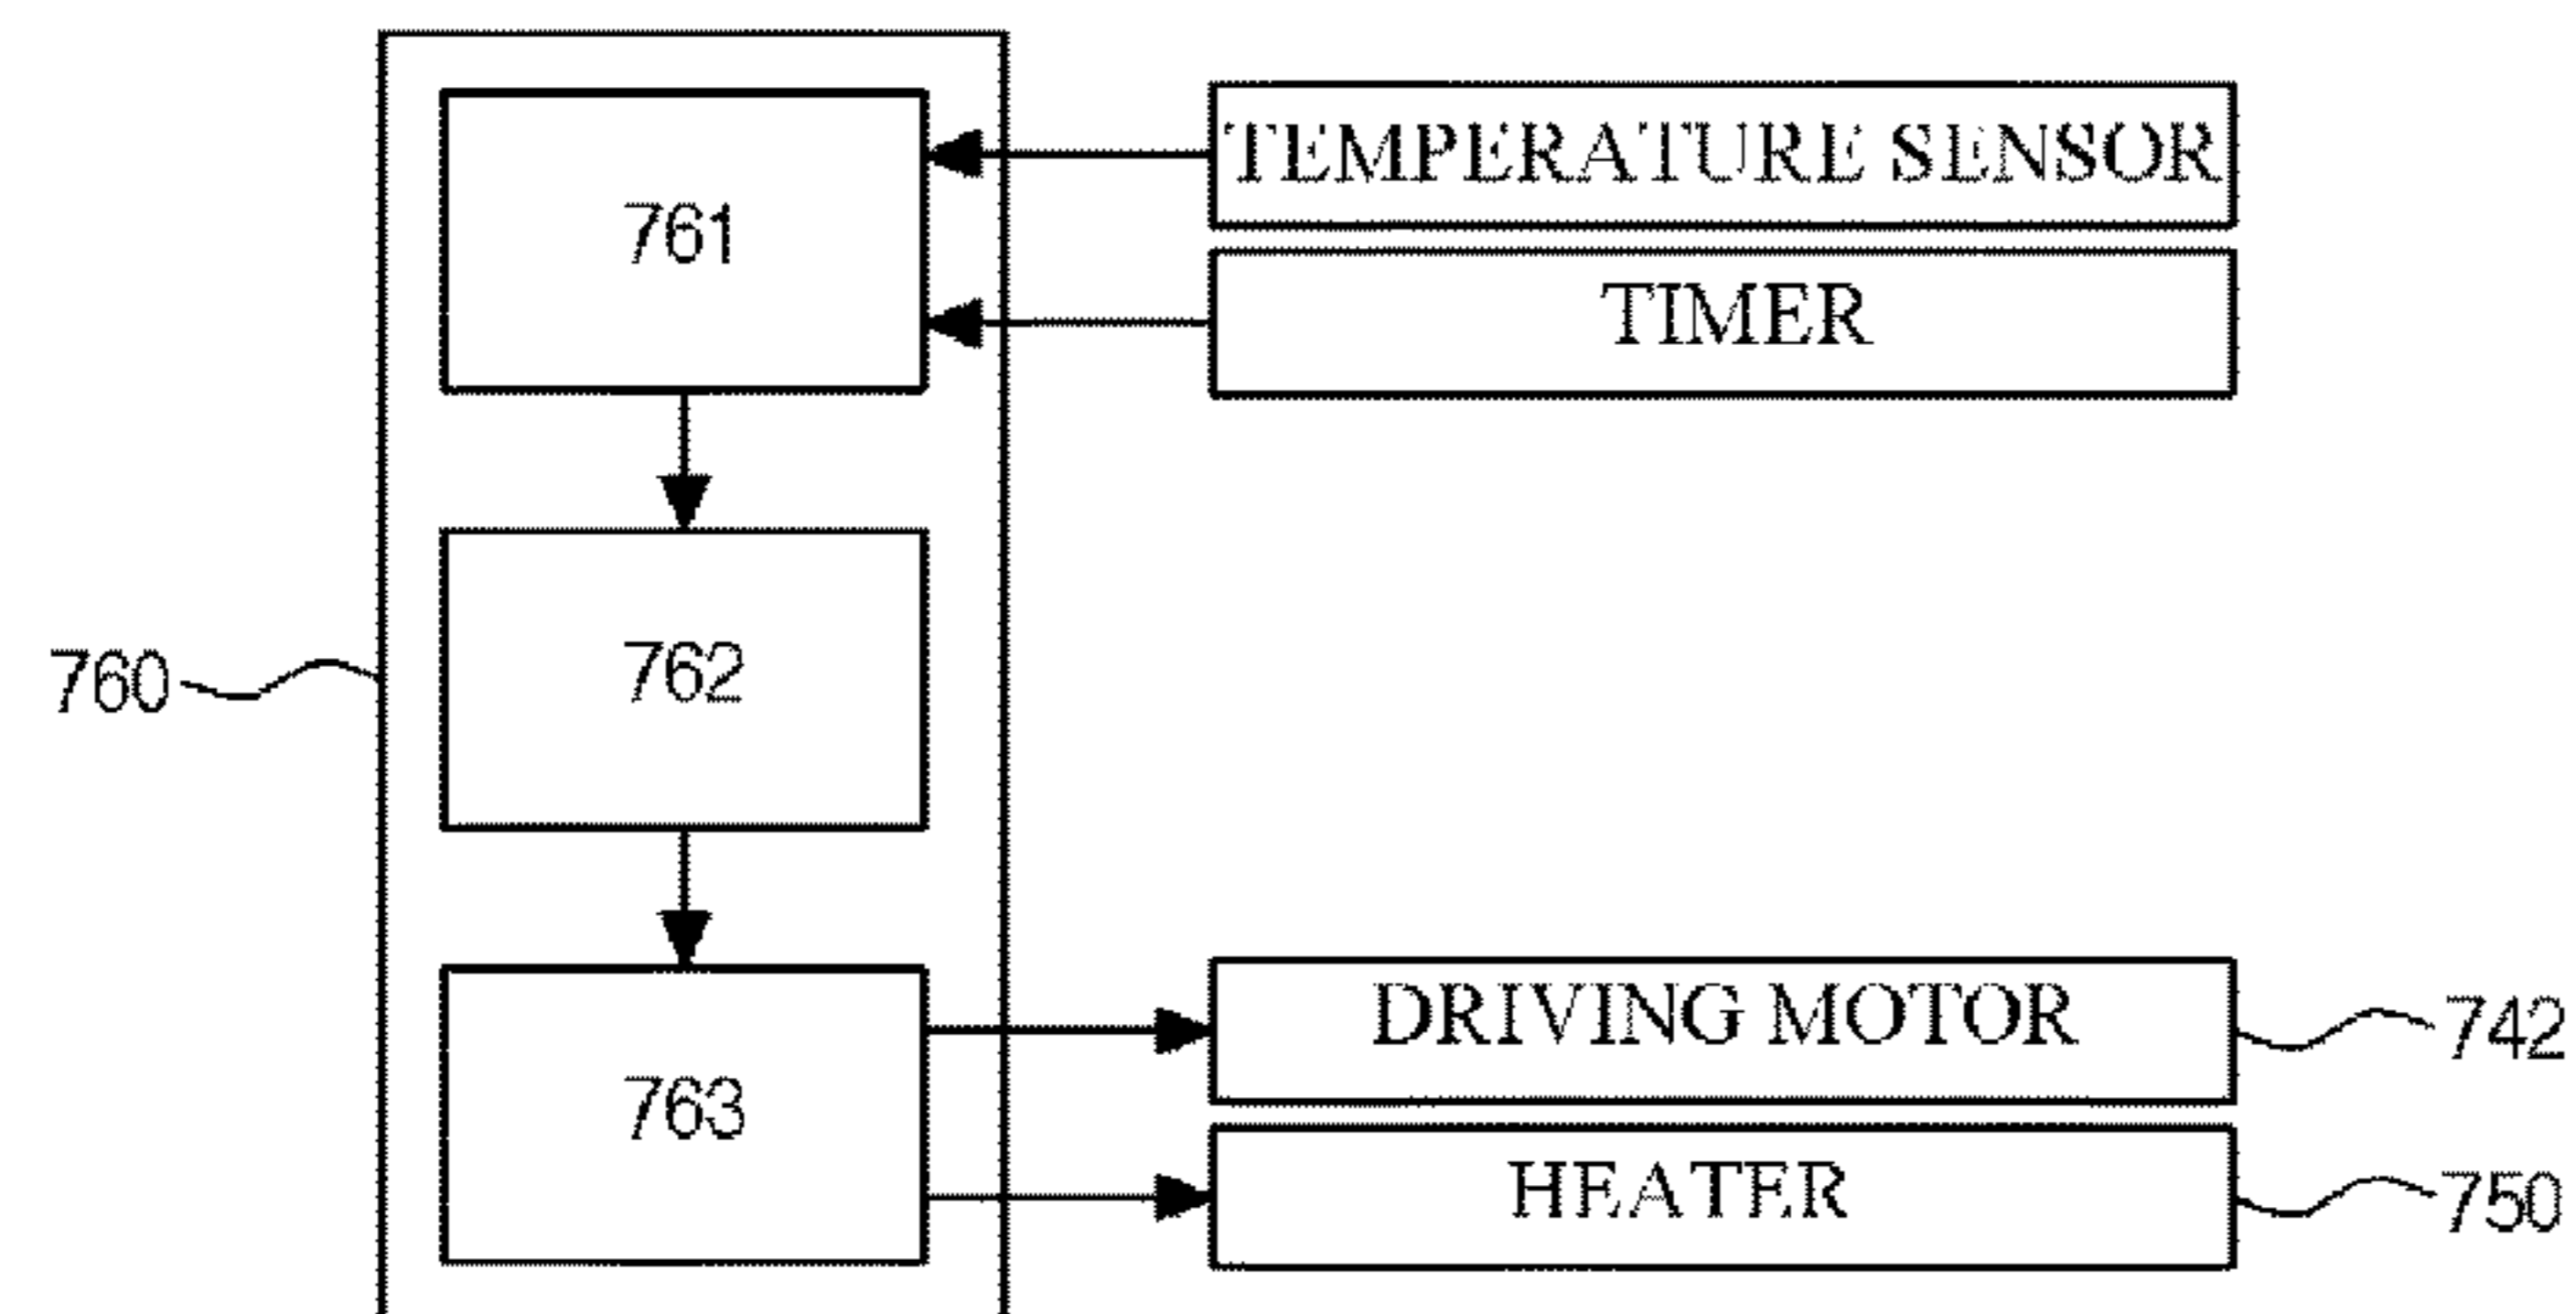 TEMPERATURE SENSOR
761
TIMER
762
760
DRIVING MOTOR
742
763
HEATER
750